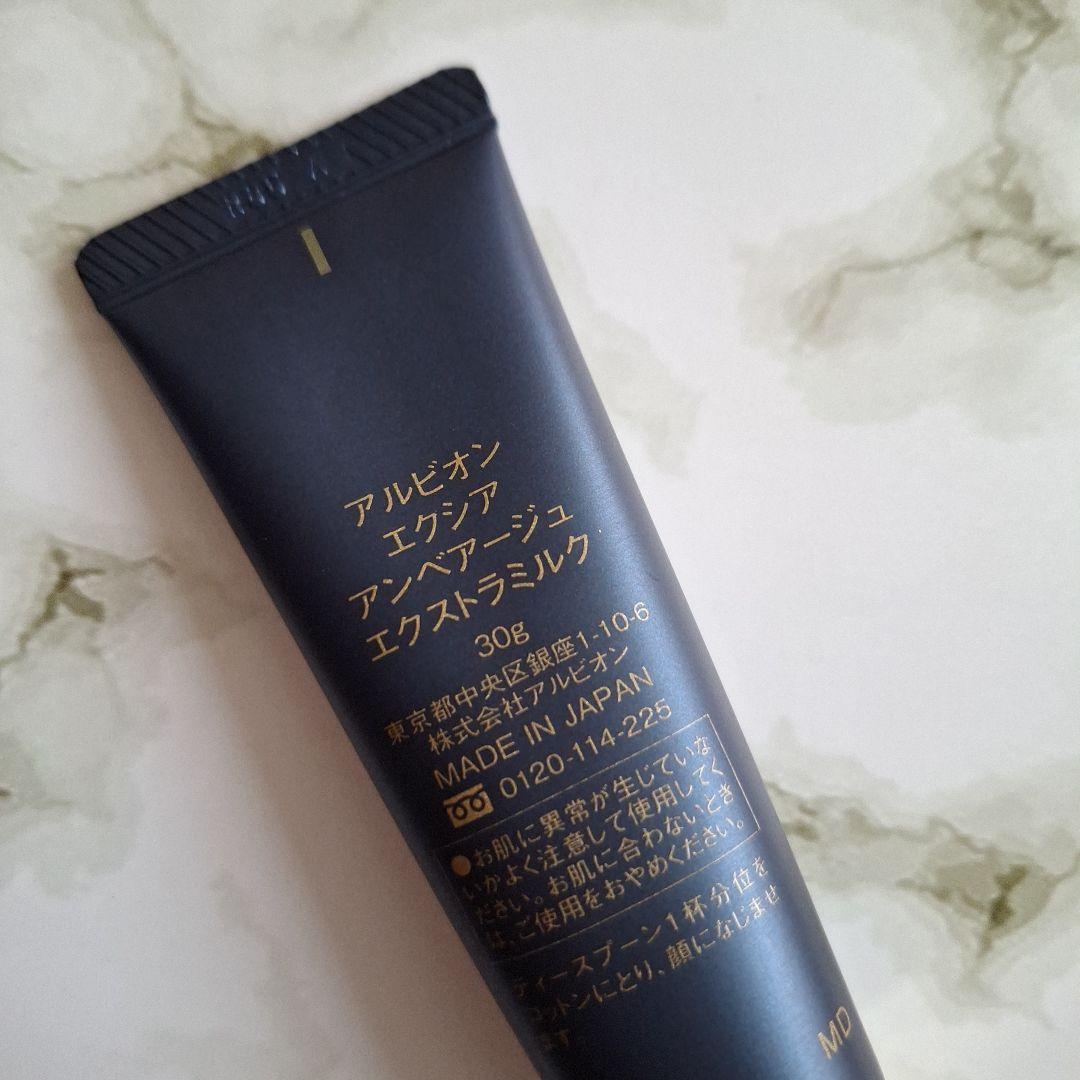 アルビオン
エクシア
アンベアージュ
エクストラミルク
30g
東京都中央区銀座1-10-6
株式会社アルビオン
MADE IN JAPAN
0120-114-225
●お肌に異常が生じていな
いかよく注意して使用してく
ださい。お肌に合わないとき
は、ご使用をおやめください。
ティースプーン1杯分位を
コットンにとり、顔になじませ
ます
MD